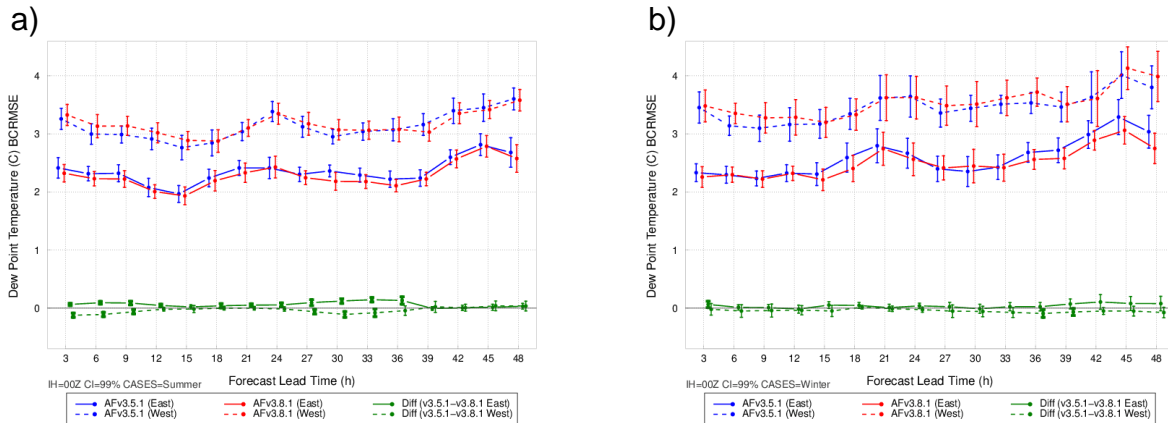 a)
Dew Point Temperature (C) BCRMSE
4
3
2
1
0
3 6 9 12 15 18 21 24 27 30 33 36 39 42 45 48
IH=00Z CI=99% CASES=Summer
Forecast Lead Time (h)
AFv3.5.1 (East) AFv3.8.1 (East) Diff (v3.5.1−v3.8.1 East)
AFv3.5.1 (West) AFv3.8.1 (West) Diff (v3.5.1−v3.8.1 West)
b)
Dew Point Temperature (C) BCRMSE
4
3
2
1
0
3 6 9 12 15 18 21 24 27 30 33 36 39 42 45 48
IH=00Z CI=99% CASES=Winter
Forecast Lead Time (h)
AFv3.5.1 (East) AFv3.8.1 (East) Diff (v3.5.1−v3.8.1 East)
AFv3.5.1 (West) AFv3.8.1 (West) Diff (v3.5.1−v3.8.1 West)